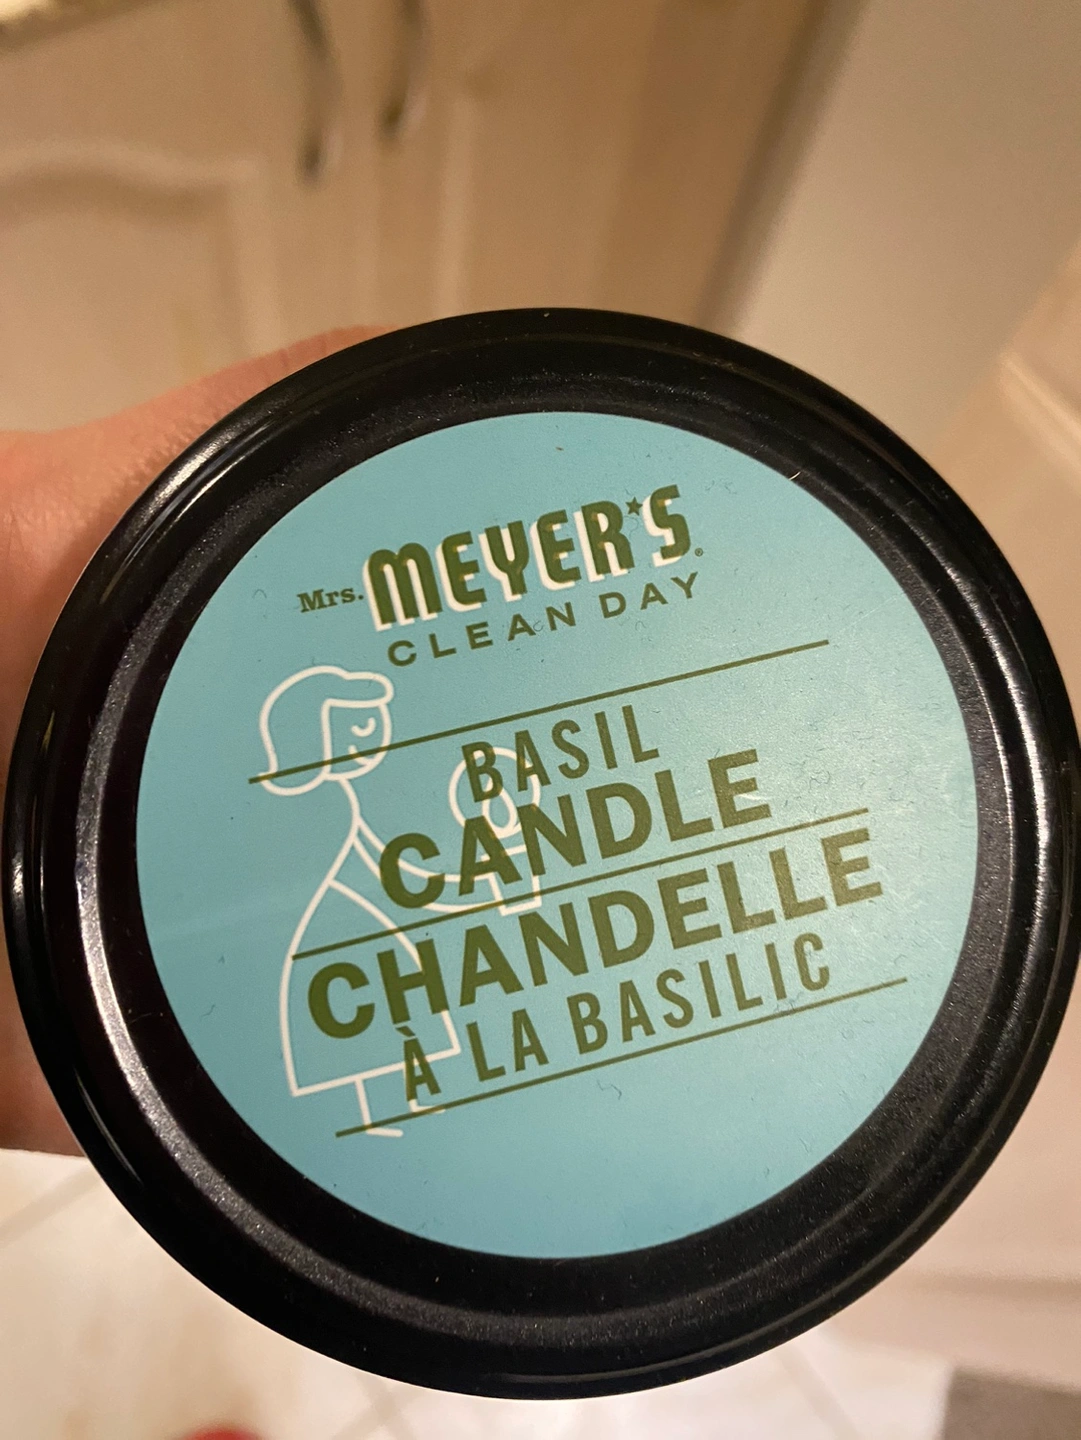 Mrs. MEYER'S®
CLEAN DAY
BASIL
CANDLE
CHANDELLE
À LA BASILIC